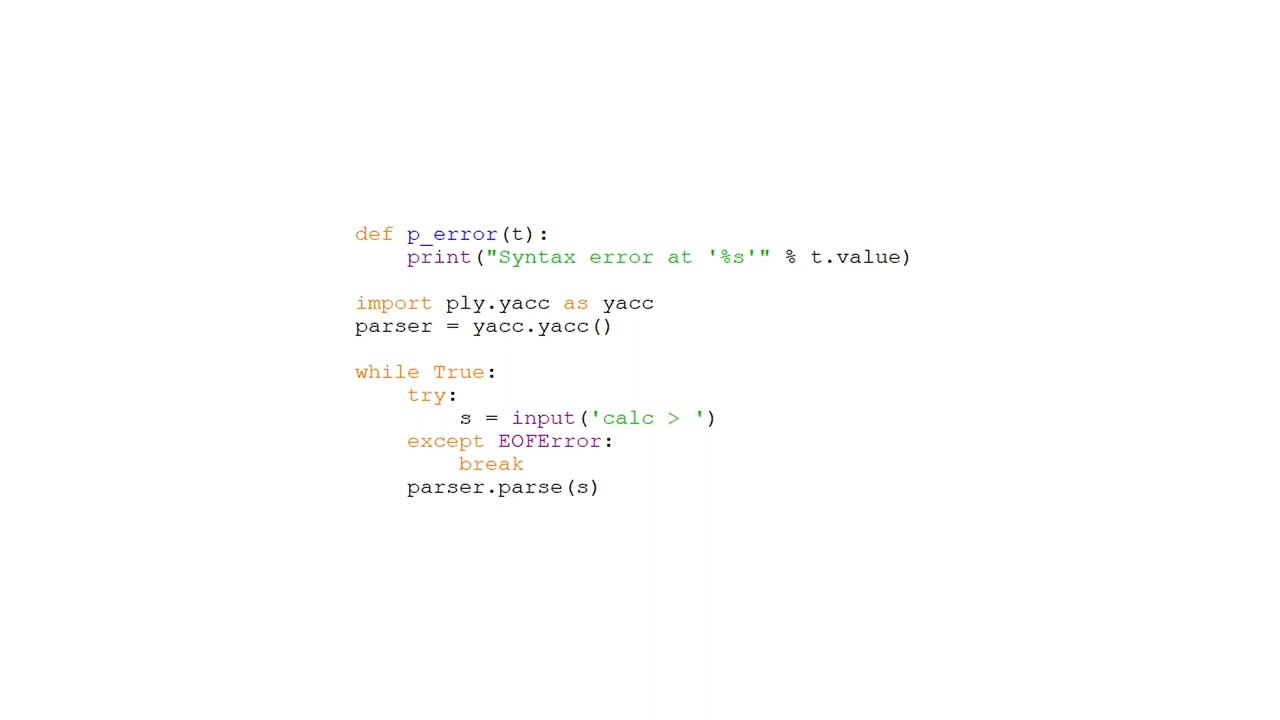 def p_error(t):
    print("Syntax error at '%s'" % t.value)
import ply.yacc as yacc
parser = yacc.yacc()
while True:
    try:
        s = input('calc > ')
    except EOFError:
        break
    parser.parse(s)